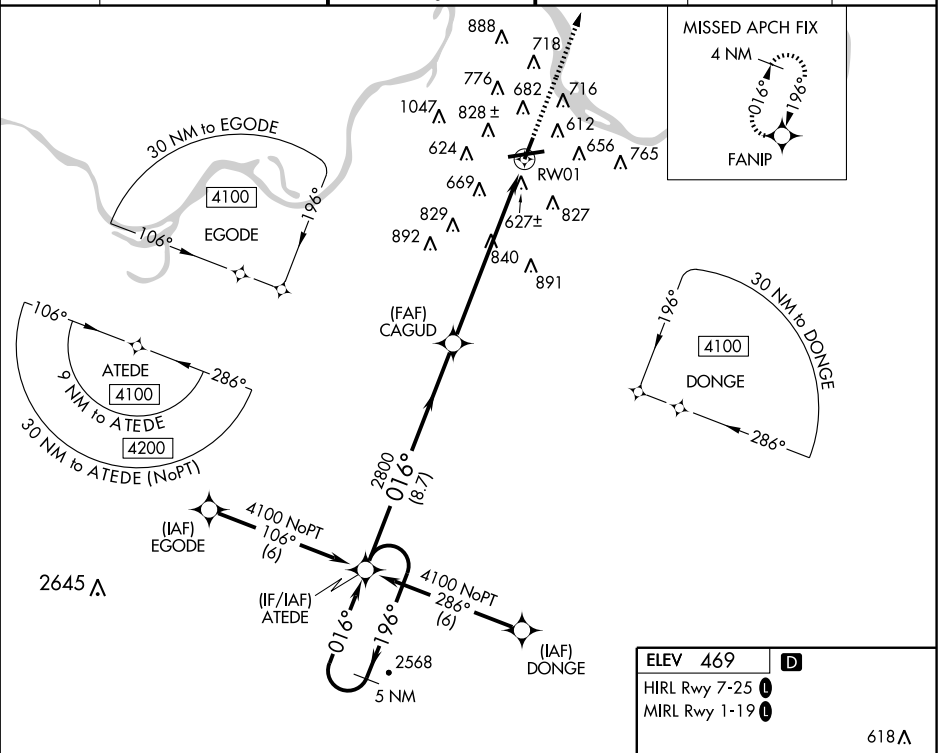 MISSED APCH FIX
4 NM
016°
196°
FANIP
888
718
776
682
716
1047
828 ±
612
624
656
765
RW01
669
627±
827
829
892
840
891
30 NM to EGODE
4100
EGODE
106°
196°
106°
ATEDE
4100
286°
9 NM to ATEDE
4200
30 NM to ATEDE (NoPT)
30 NM to DONGE
196°
4100
DONGE
286°
(FAF)
CAGUD
2800
016°
(8.7)
(IAF)
EGODE
4100 NoPT
106°
(6)
2645
(IF/IAF)
ATEDE
4100 NoPT
286°
(6)
(IAF)
DONGE
016°
196°
2568
5 NM
ELEV 469 D
HIRL Rwy 7-25 L
MIRL Rwy 1-19 L
618